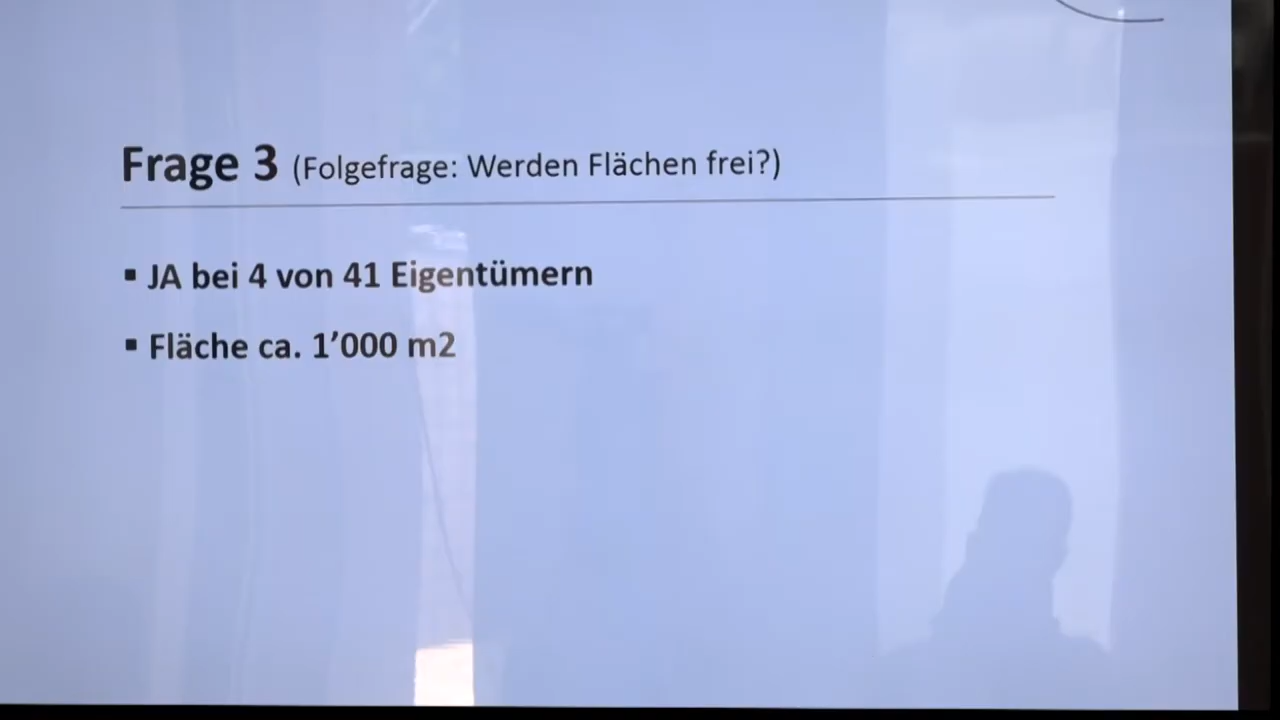 Frage 3 (Folgefrage: Werden Flächen frei?)
▪ JA bei 4 von 41 Eigentümern
▪ Fläche ca. 1’000 m2